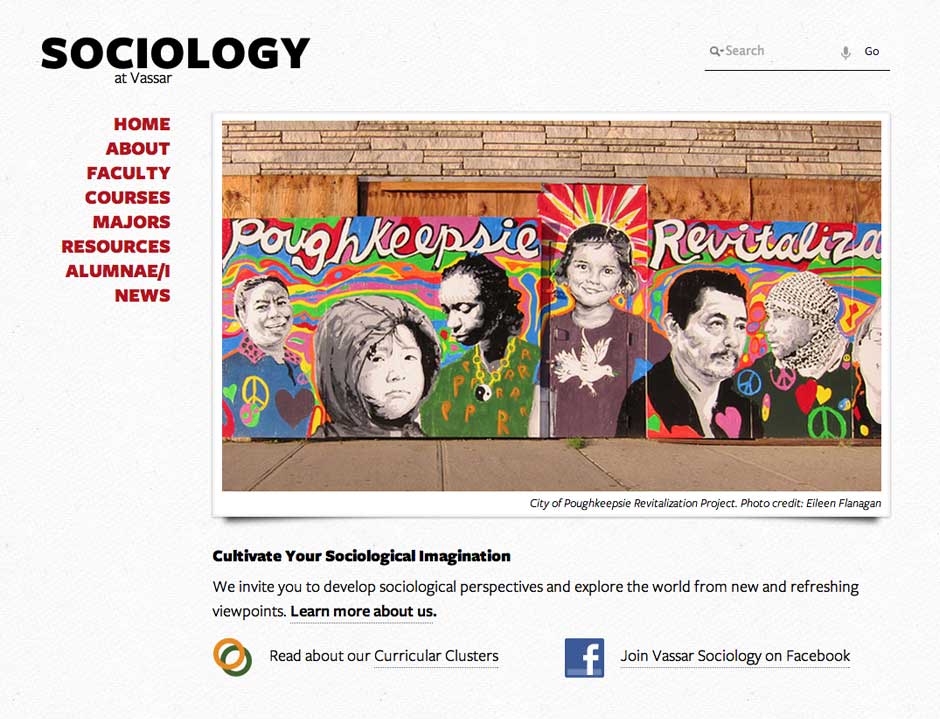 SOCIOLOGY
at Vassar
Search
Go
HOME
ABOUT
FACULTY
COURSES
MAJORS
RESOURCES
ALUMNAE/I
NEWS
Poughkeepsie Revitaliza
P P A R
P R A
P R
City of Poughkeepsie Revitalization Project. Photo credit: Eileen Flanagan
Cultivate Your Sociological Imagination
We invite you to develop sociological perspectives and explore the world from new and refreshing
viewpoints. Learn more about us.
Read about our Curricular Clusters
f
Join Vassar Sociology on Facebook